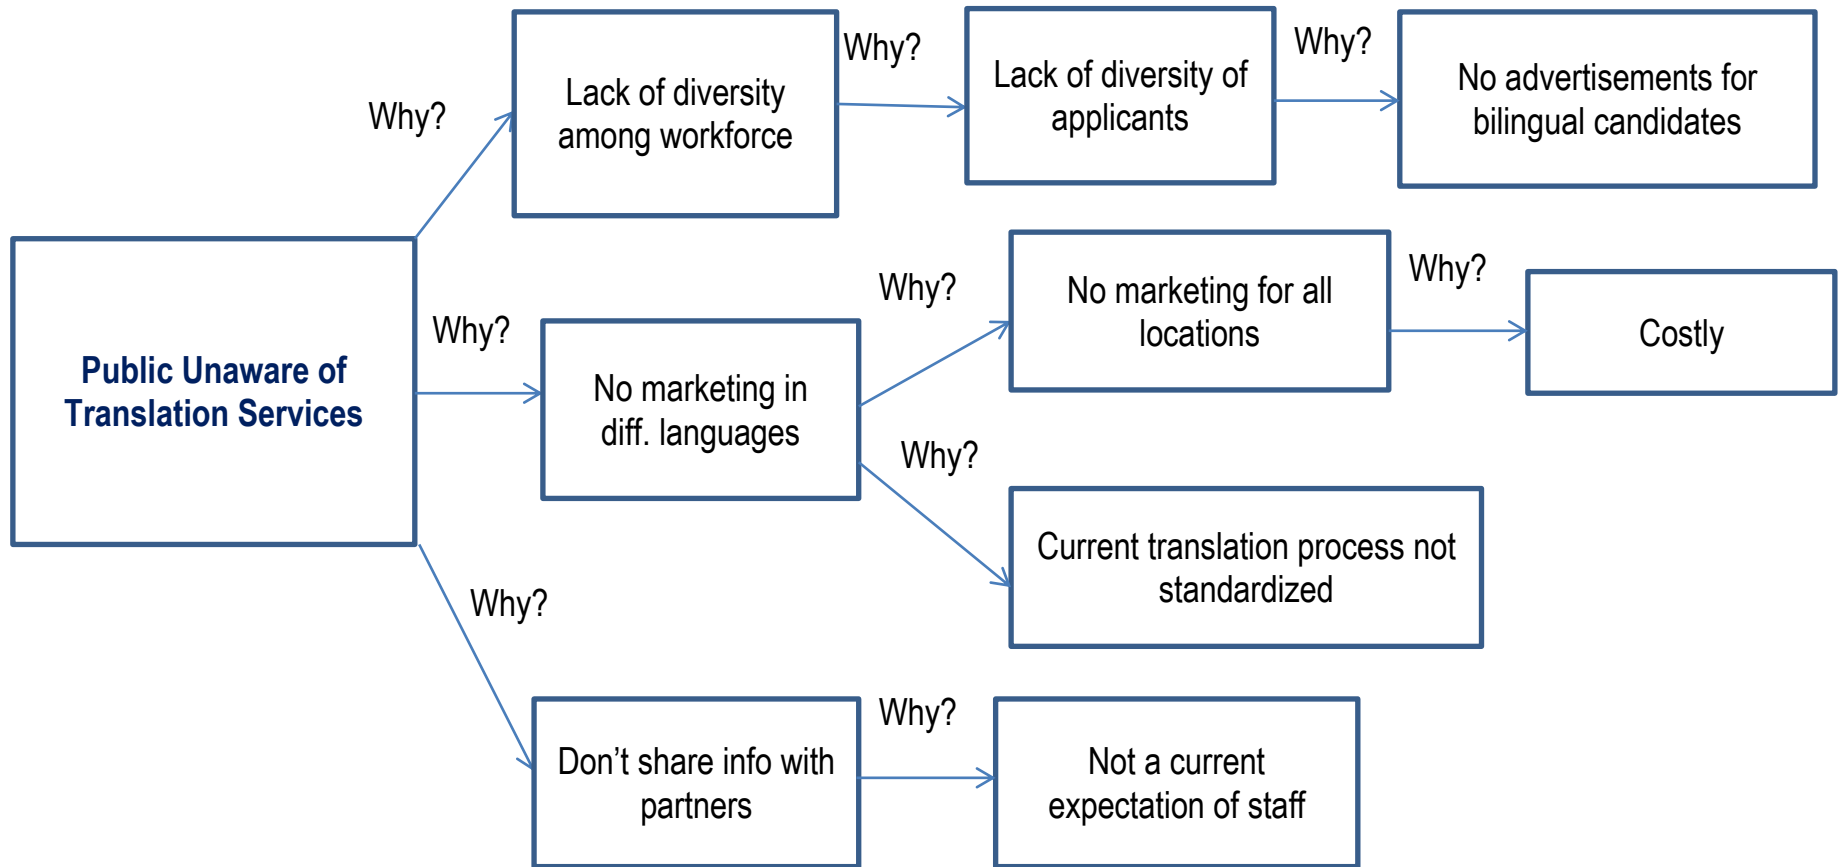 Why?
Lack of diversity
among workforce
Why?
Lack of diversity of
applicants
Why?
No advertisements for
bilingual candidates
Public Unaware of
Translation Services
Why?
No marketing in
diff. languages
Why?
No marketing for all
locations
Why?
Costly
Why?
Current translation process not
standardized
Why?
Don’t share info with
partners
Why?
Not a current
expectation of staff